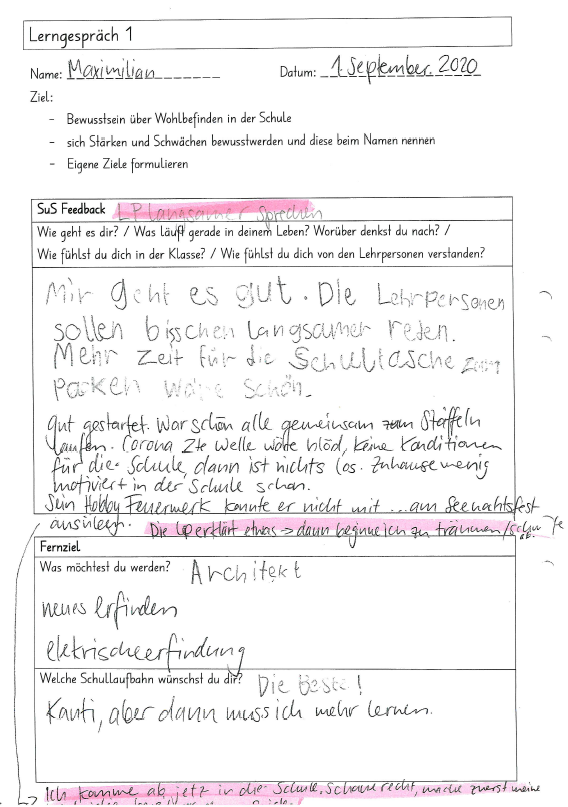 Lerngespräch 1
Name: Maximilian
Datum: 1. September. 2020
Ziel:
- Bewusstsein über Wohlbefinden in der Schule
- sich Stärken und Schwächen bewusstwerden und diese beim Namen nennen
- Eigene Ziele formulieren
SuS Feedback LP langsamer sprechen
Wie geht es dir? / Was läuft gerade in deinem Leben? Worüber denkst du nach? /
Wie fühlst du dich in der Klasse? / Wie fühlst du dich von den Lehrpersonen verstanden?
Mir geht es gut. Die Lehrpersonen
sollen bisschen langsamer reden.
Mehr Zeit für die Schultasche zum
packen wäre schön.
gut gestartet. War schön alle gemeinsam zum Stäffeln
laufen. Corona 2te Welle wäre blöd, keine Konditionen
für die Schule, dann ist nichts los. Zuhause wenig
motiviert in der Schule schon.
Sein Hobby Feuerwerk konnte er nicht mit ... am Seenachtsfest
ausüben. Die LP erklärt etwas → dann beginne ich zu träumen/
Fernziel
Was möchtest du werden? Architekt
neues erfinden
elektrische erfindung
Welche Schullaufbahn wünschst du dir? Die Beste!
Kanti, aber dann muss ich mehr lernen.
Ich komme ab jetz in die Schule, schaue recht, mache zuerst meine